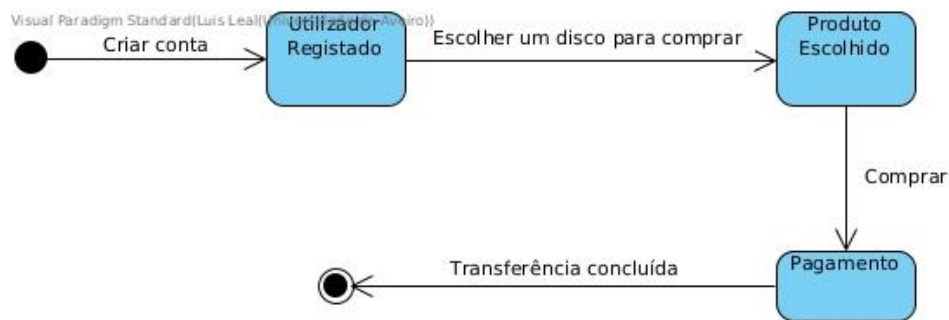 Visual Paradigm Standard(Luis Leal(
Criar conta
Utilizador
Registado
Escolher um disco para comprar
Produto
Escolhido
Comprar
Pagamento
Transferência concluída